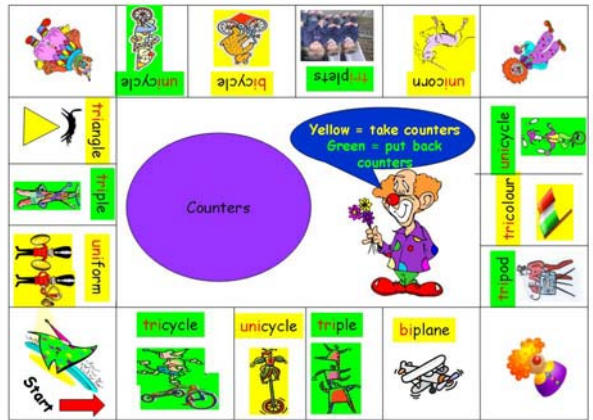 unicycle
bicycle
triplets
unicorn
triangle
triple
uniform
Counters
Yellow = take counters
Green = put back
counters
unicycle
tricolour
tripod
tricycle
unicycle
triple
biplane
Start